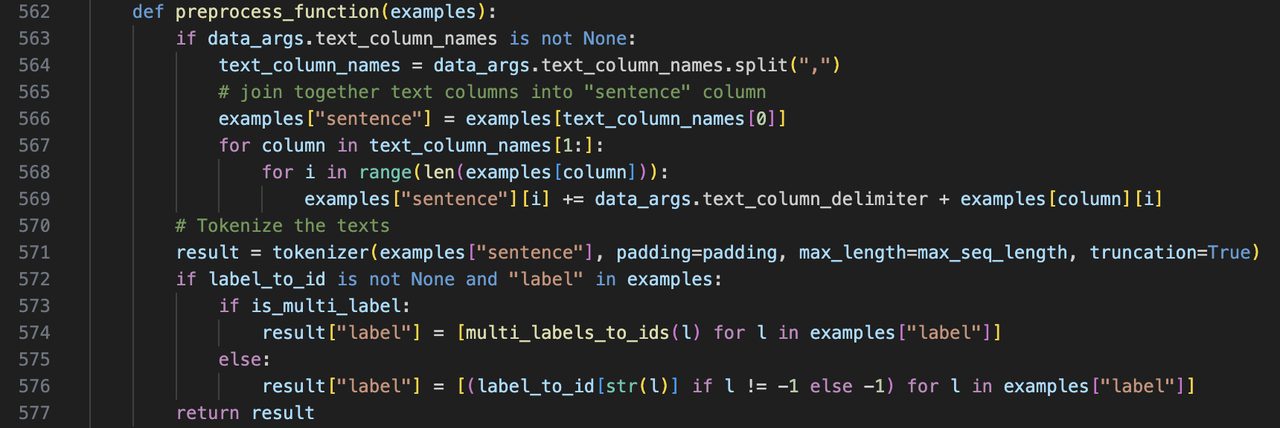 562 def preprocess_function(examples):
563 if data_args.text_column_names is not None:
564 text_column_names = data_args.text_column_names.split(",")
565 # join together text columns into "sentence" column
566 examples["sentence"] = examples[text_column_names[0]]
567 for column in text_column_names[1:]:
568 for i in range(len(examples[column])):
569 examples["sentence"][i] += data_args.text_column_delimiter + examples[column][i]
570 # Tokenize the texts
571 result = tokenizer(examples["sentence"], padding=padding, max_length=max_seq_length, truncation=True)
572 if label_to_id is not None and "label" in examples:
573 if is_multi_label:
574 result["label"] = [multi_labels_to_ids(l) for l in examples["label"]]
575 else:
576 result["label"] = [(label_to_id[str(l)] if l != -1 else -1) for l in examples["label"]]
577 return result